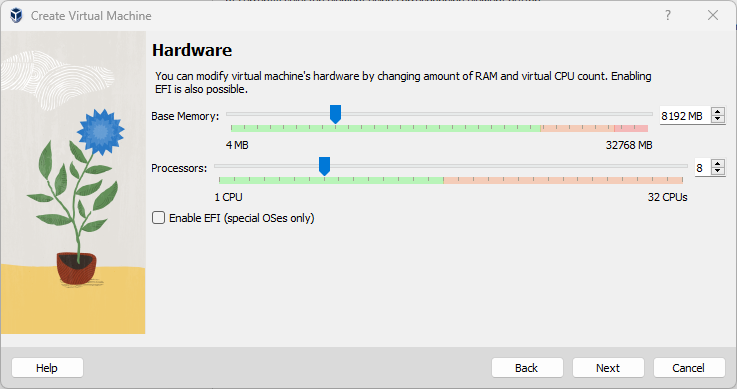 Create Virtual Machine
Hardware
You can modify virtual machine's hardware by changing amount of RAM and virtual CPU count. Enabling
EFI is also possible.
Base Memory: 8192 MB
4 MB 32768 MB
Processors: 8
1 CPU 32 CPUs
Enable EFI (special OSes only)
Help Back Next Cancel